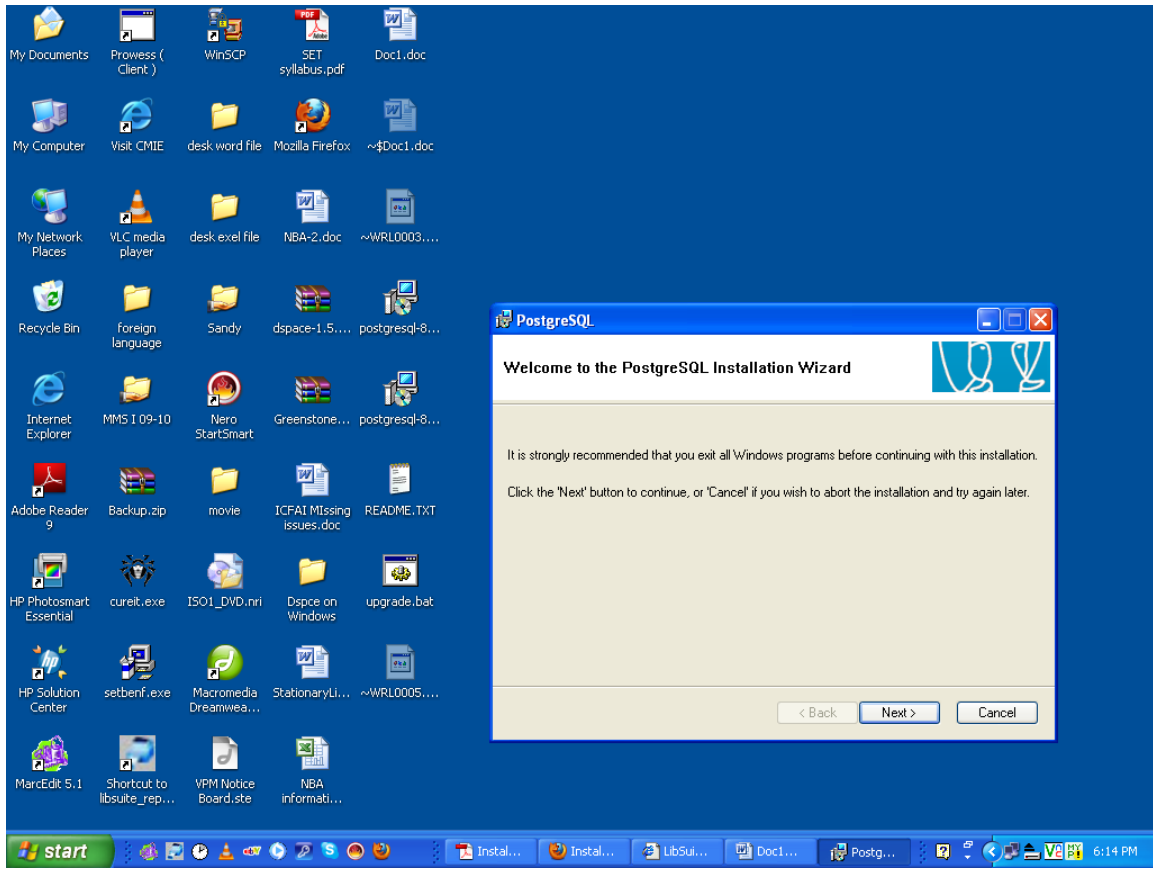 My Documents
Prowess (
Client )
WinSCP
SET
syllabus.pdf
Doc1.doc
My Computer
Visit CMIE
desk word file
Mozilla Firefox
~$Doc1.doc
My Network
Places
VLC media
player
desk exel file
NBA-2.doc
~WRL0003....
Recycle Bin
foreign
language
Sandy
dspace-1.5....
postgresql-8...
Internet
Explorer
MMS I 09-10
Nero
StartSmart
Greenstone...
postgresql-8...
Adobe Reader
9
Backup.zip
movie
ICFAI MIssing
issues.doc
README.TXT
HP Photosmart
Essential
cureit.exe
ISO1_DVD.nri
Dspce on
Windows
upgrade.bat
HP Solution
Center
setbenf.exe
Macromedia
Dreamwea...
StationaryLi...
~WRL0005....
MarcEdit 5.1
Shortcut to
libsuite_rep...
VPM Notice
Board.ste
NBA
informati...
PostgreSQL
Welcome to the PostgreSQL Installation Wizard
It is strongly recommended that you exit all Windows programs before continuing with this installation.
Click the 'Next' button to continue, or 'Cancel' if you wish to abort the installation and try again later.
< Back
Next >
Cancel
start
Instal...
Instal...
LibSui...
Doc1...
Postg...
6:14 PM